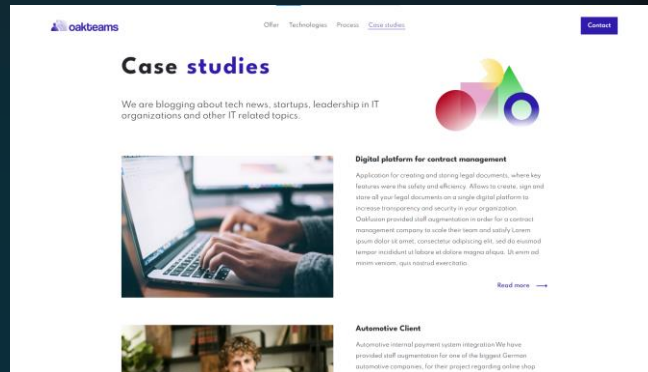 oakteams
Offer Technologies Process Case studies
Contact
Case studies
We are blogging about tech news, startups, leadership in IT
organizations and other IT related topics.
Digital platform for contract management
Application for creating and storing legal documents, where key
features were the safety and efficiency. Allows to create, sign and
store all your legal documents on a single digital platform to
increase transparency and security in your organization.
Oakfusion provided staff augmentation in order for a contract
management company to scale their team and satisfy Lorem
ipsum dolor sit amet, consectetur adipiscing elit, sed do eiusmod
tempor incididunt ut labore et dolore magna aliqua. Ut enim ad
minim veniam, quis nostrud exercitatio.
Read more
Automotive Client
Automotive internal payment system integration We have
provided staff augmentation for one of the biggest German
automotive companies, for their project regarding online shop